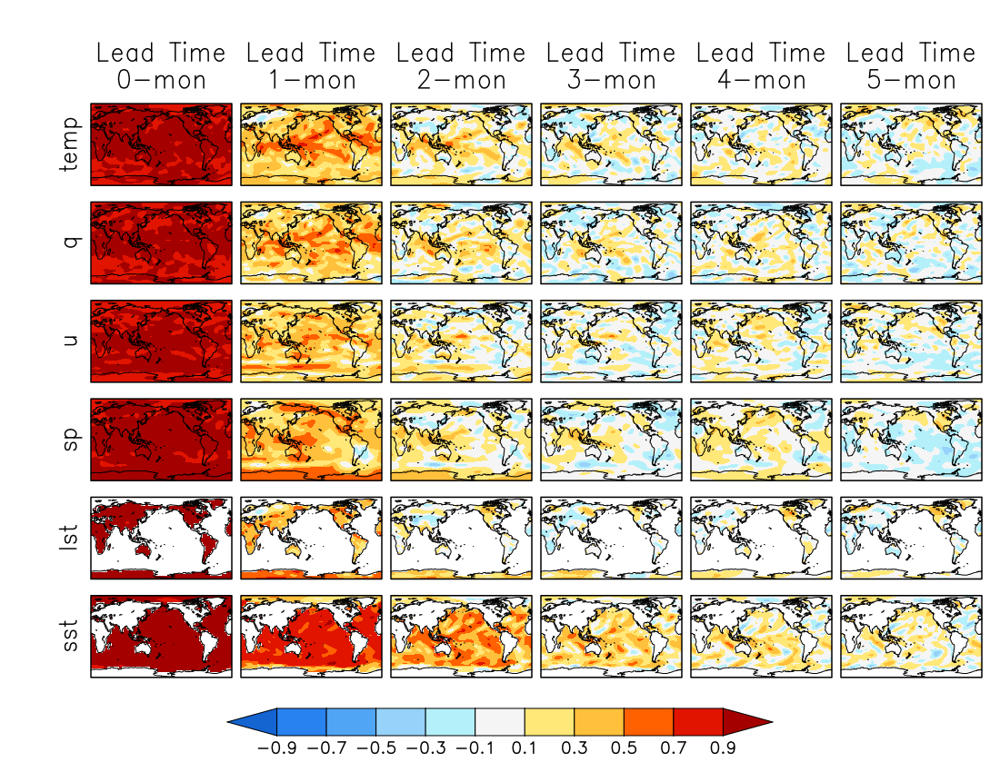 Lead Time Lead Time Lead Time Lead Time Lead Time Lead Time
0-mon 1-mon 2-mon 3-mon 4-mon 5-mon
temp
q
u
sp
lst
sst
-0.9 -0.7 -0.5 -0.3 -0.1 0.1 0.3 0.5 0.7 0.9